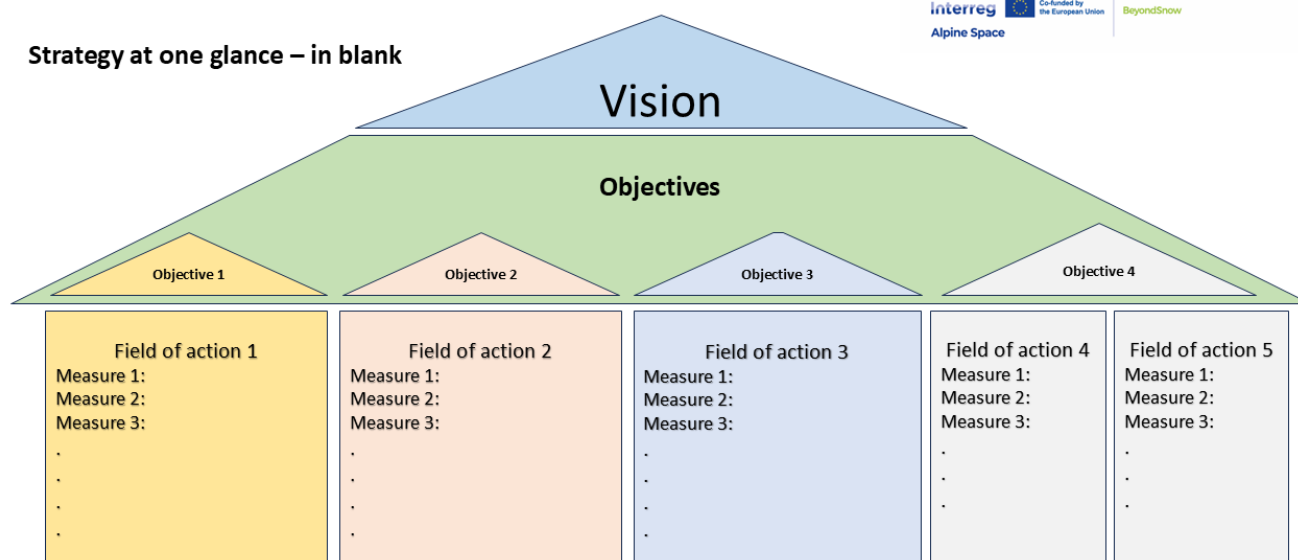 Interreg
Co-funded by
the European Union
BeyondSnow
Alpine Space
Strategy at one glance – in blank
Vision
Objectives
Objective 1
Objective 2
Objective 3
Objective 4
Field of action 1
Measure 1:
Measure 2:
Measure 3:
.
.
.
.
Field of action 2
Measure 1:
Measure 2:
Measure 3:
.
.
.
.
Field of action 3
Measure 1:
Measure 2:
Measure 3:
.
.
.
.
Field of action 4
Measure 1:
Measure 2:
Measure 3:
.
.
.
Field of action 5
Measure 1:
Measure 2:
Measure 3:
.
.
.